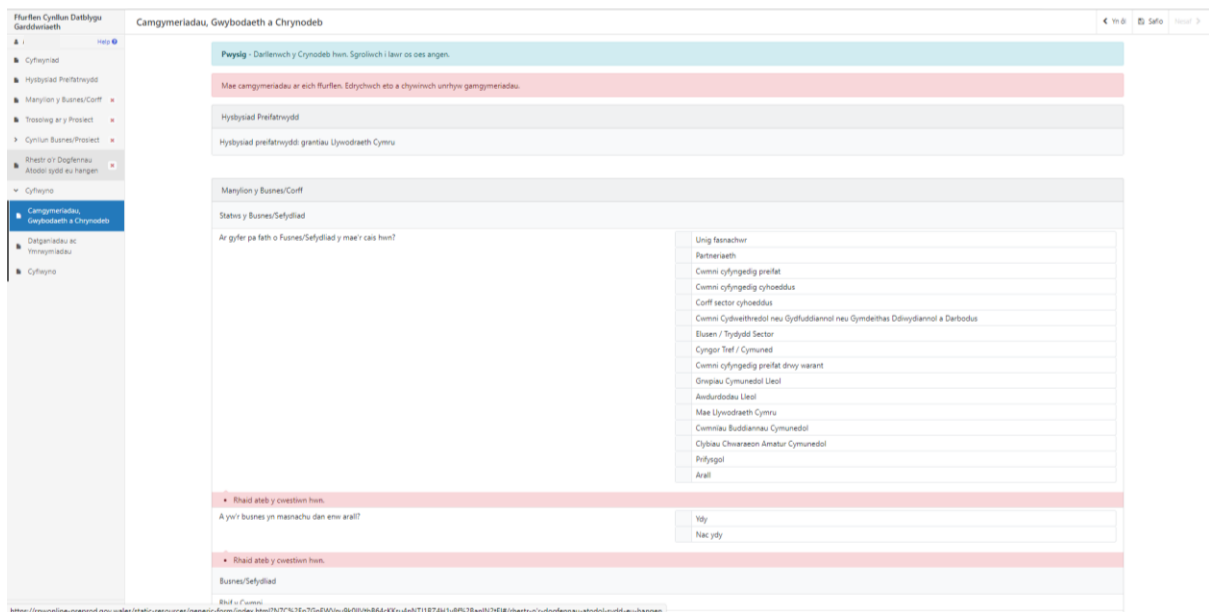 Ffurflen Cynllun Datblygu
Garddwriaeth
Help
Cyflwyniad
Hysbysiad Preifatrwydd
Manylion y Busnes/Corff
Trosolwg ar y Prosiect
Cynllun Busnes/Prosiect
Rhestr o'r Dogfennau
Atodol sydd eu hangen
Cyflwyno
Camgymeriadau,
Gwybodaeth a Chrynodeb
Datganiadau ac
Ymrwymiadau
Cyflwyno
Camgymeriadau, Gwybodaeth a Chrynodeb
Yn ôl Safio Nesaf
Pwysig - Darllenwch y Crynodeb hwn. Sgroliwch i lawr os oes angen.
Mae camgymeriadau ar eich ffurflen. Edrychwch eto a chywirwch unrhyw gamgymeriadau.
Hysbysiad Preifatrwydd
Hysbysiad preifatrwydd: grantiau Llywodraeth Cymru
Manylion y Busnes/Corff
Statws y Busnes/Sefydliad
Ar gyfer pa fath o Fusnes/Sefydliad y mae'r cais hwn?
Unig fasnachwr
Partneriaeth
Cwmni cyfyngedig preifat
Cwmni cyfyngedig cyhoeddus
Corff sector cyhoeddus
Cwmni Cydweithredol neu Gydfuddiannol neu Gymdeithas Ddiwydiannol a Darbodus
Elusen / Trydydd Sector
Cyngor Tref / Cymuned
Cwmni cyfyngedig preifat drwy warant
Grwpiau Cymunedol Lleol
Awdurdodau Lleol
Mae Llywodraeth Cymru
Cwmnïau Buddiannau Cymunedol
Clybiau Chwaraeon Amatur Cymunedol
Prifysgol
Arall
Rhaid ateb y cwestiwn hwn.
A yw'r busnes yn masnachu dan enw arall?
Ydy
Nac ydy
Rhaid ateb y cwestiwn hwn.
Busnes/Sefydliad
Rhif y Cwmni